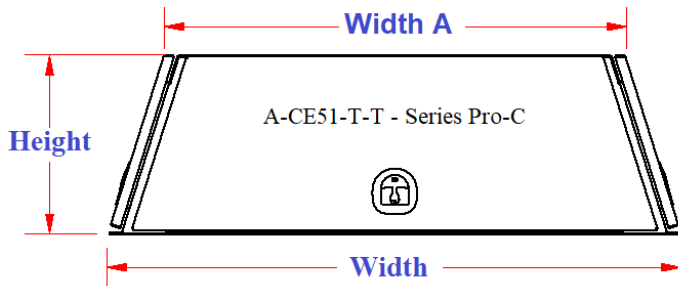 Width A
A-CE51-T-T - Series Pro-C
Height
Width